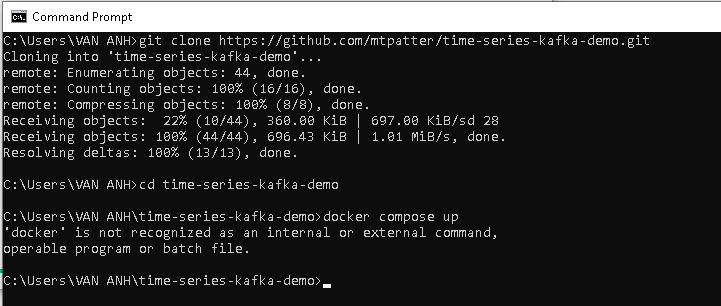 Command Prompt
C:\Users\VAN ANH>git clone https://github.com/mtpatter/time-series-kafka-demo.git
Cloning into 'time-series-kafka-demo'...
remote: Enumerating objects: 44, done.
remote: Counting objects: 100% (16/16), done.
remote: Compressing objects: 100% (8/8), done.
Receiving objects:  22% (10/44), 360.00 KiB | 697.00 KiB/sd 28
Receiving objects: 100% (44/44), 696.43 KiB | 1.01 MiB/s, done.
Resolving deltas: 100% (13/13), done.
C:\Users\VAN ANH>cd time-series-kafka-demo
C:\Users\VAN ANH\time-series-kafka-demo>docker compose up
'docker' is not recognized as an internal or external command,
operable program or batch file.
C:\Users\VAN ANH\time-series-kafka-demo>